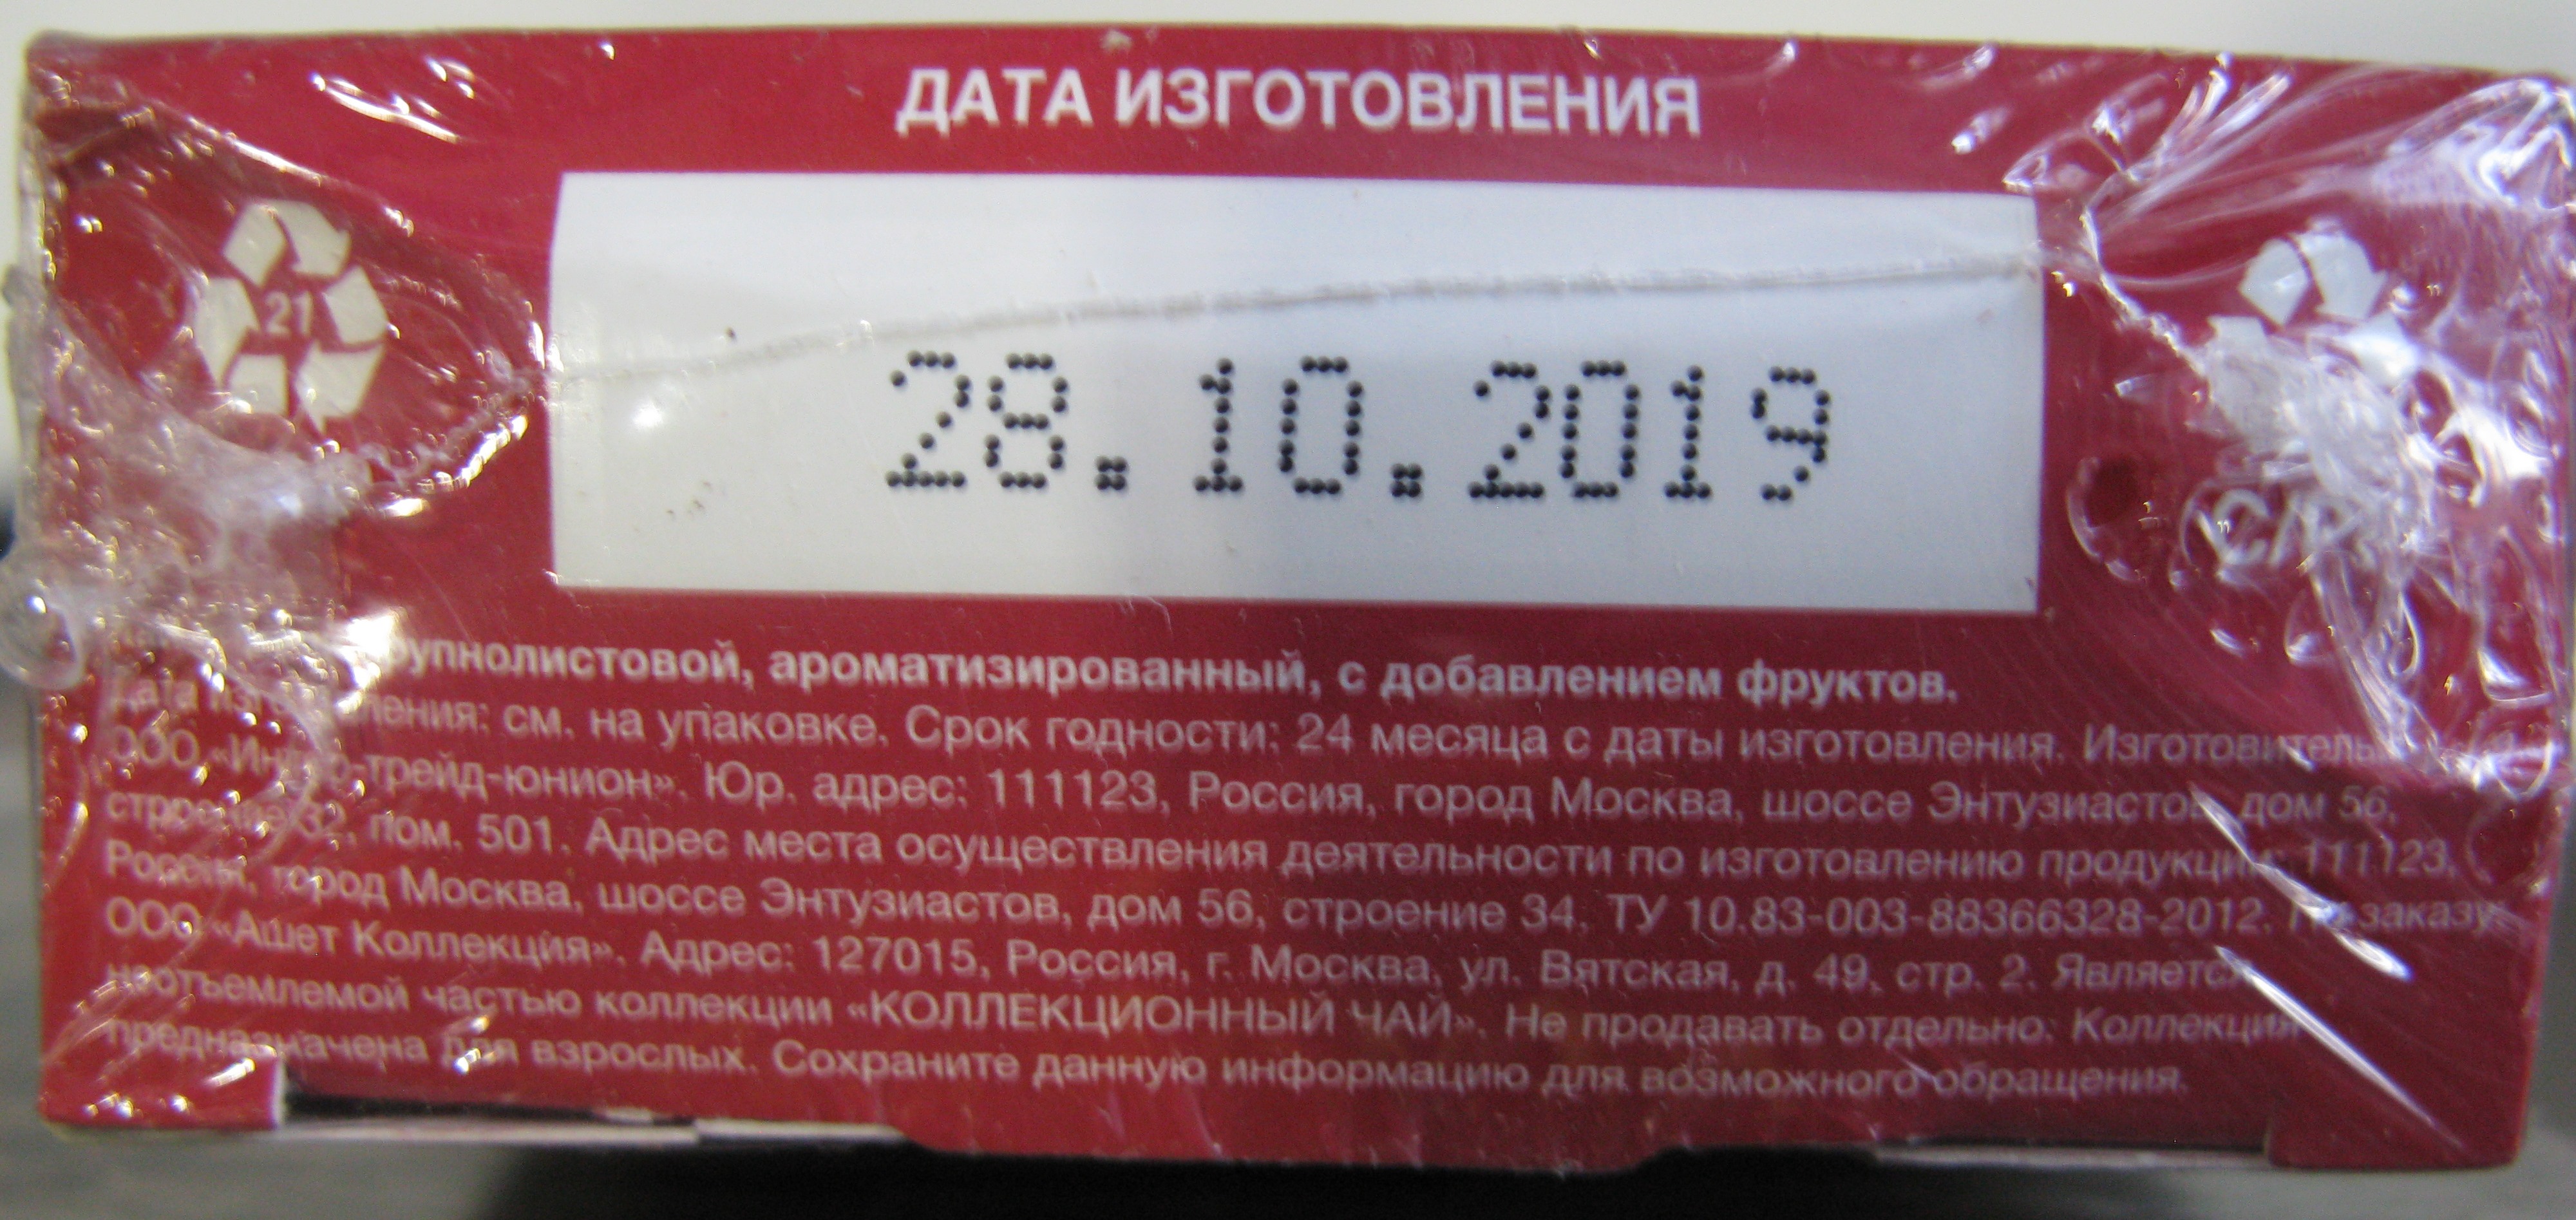 ДАТА ИЗГОТОВЛЕНИЯ
21
28.10.2019
C/P
упнолистовой, ароматизированный, с добавлением фруктов.
Дата изготовления: см. на упаковке. Срок годности: 24 месяца с даты изготовления. Изготовитель:
ООО «Интер-трейд-юнион». Юр. адрес: 111123, Россия, город Москва, шоссе Энтузиастов, дом 56,
строение 32, пом. 501. Адрес места осуществления деятельности по изготовлению продукции: 111123,
Россия, город Москва, шоссе Энтузиастов, дом 56, строение 34. ТУ 10.83-003-88366328-2012. По заказу
ООО «Ашет Коллекция». Адрес: 127015, Россия, г. Москва, ул. Вятская, д. 49, стр. 2. Является
неотъемлемой частью коллекции «КОЛЛЕКЦИОННЫЙ ЧАЙ». Не продавать отдельно. Коллекция
предназначена для взрослых. Сохраните данную информацию для возможного обращения.